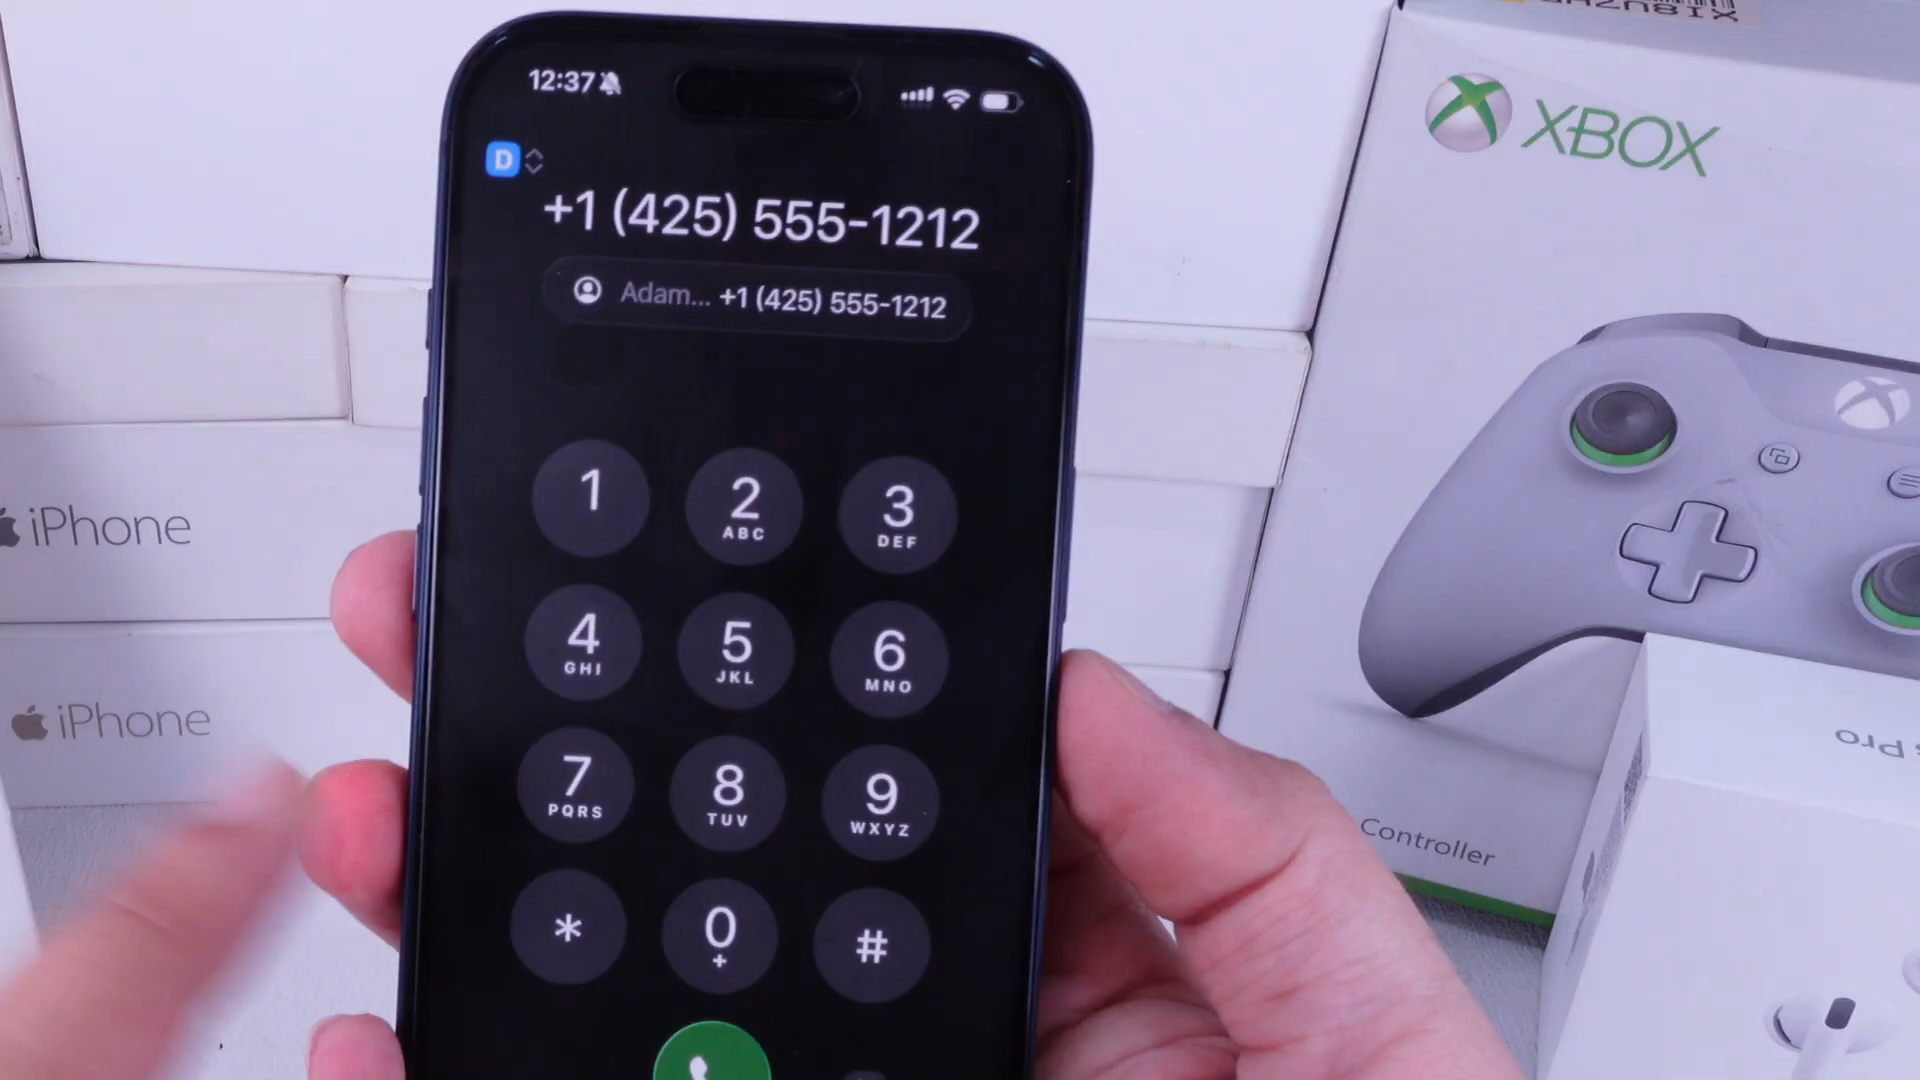 12:37
D
+1 (425) 555-1212
Adam... +1 (425) 555-1212
1
2
ABC
3
DEF
4
GHI
5
JKL
6
MNO
7
PQRS
8
TUV
9
WXYZ
*
0
+
#
iPhone
iPhone
XBOX
Controller
Pro